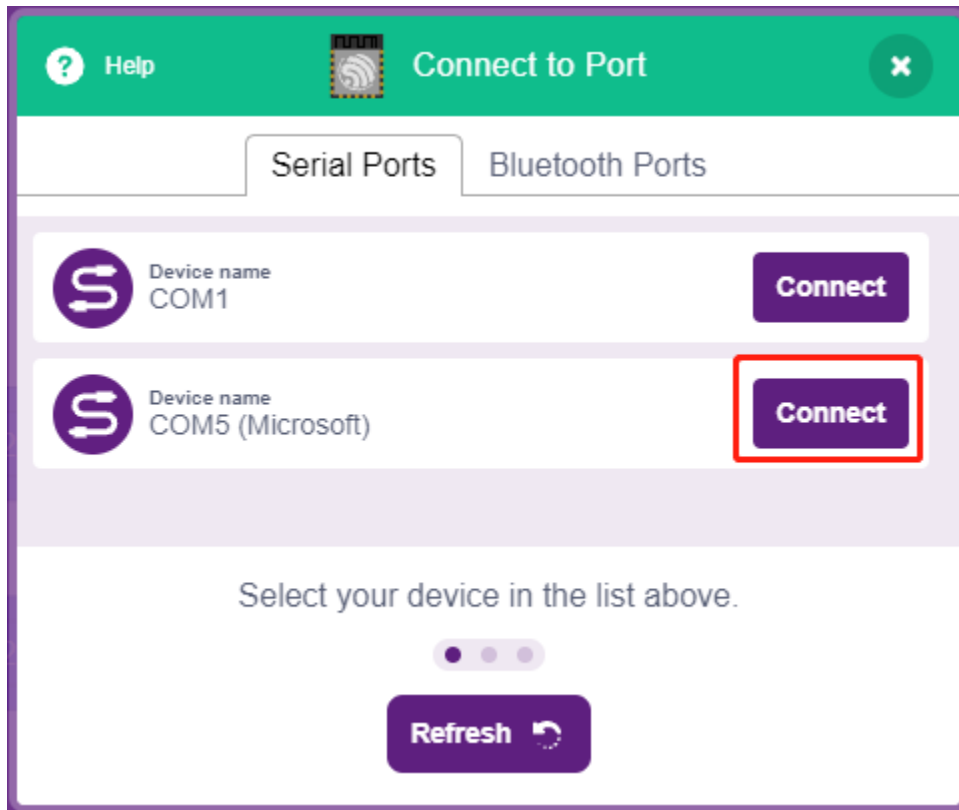 Help
Connect to Port
Serial Ports
Bluetooth Ports
Device name
COM1
Connect
Device name
COM5 (Microsoft)
Connect
Select your device in the list above.
Refresh